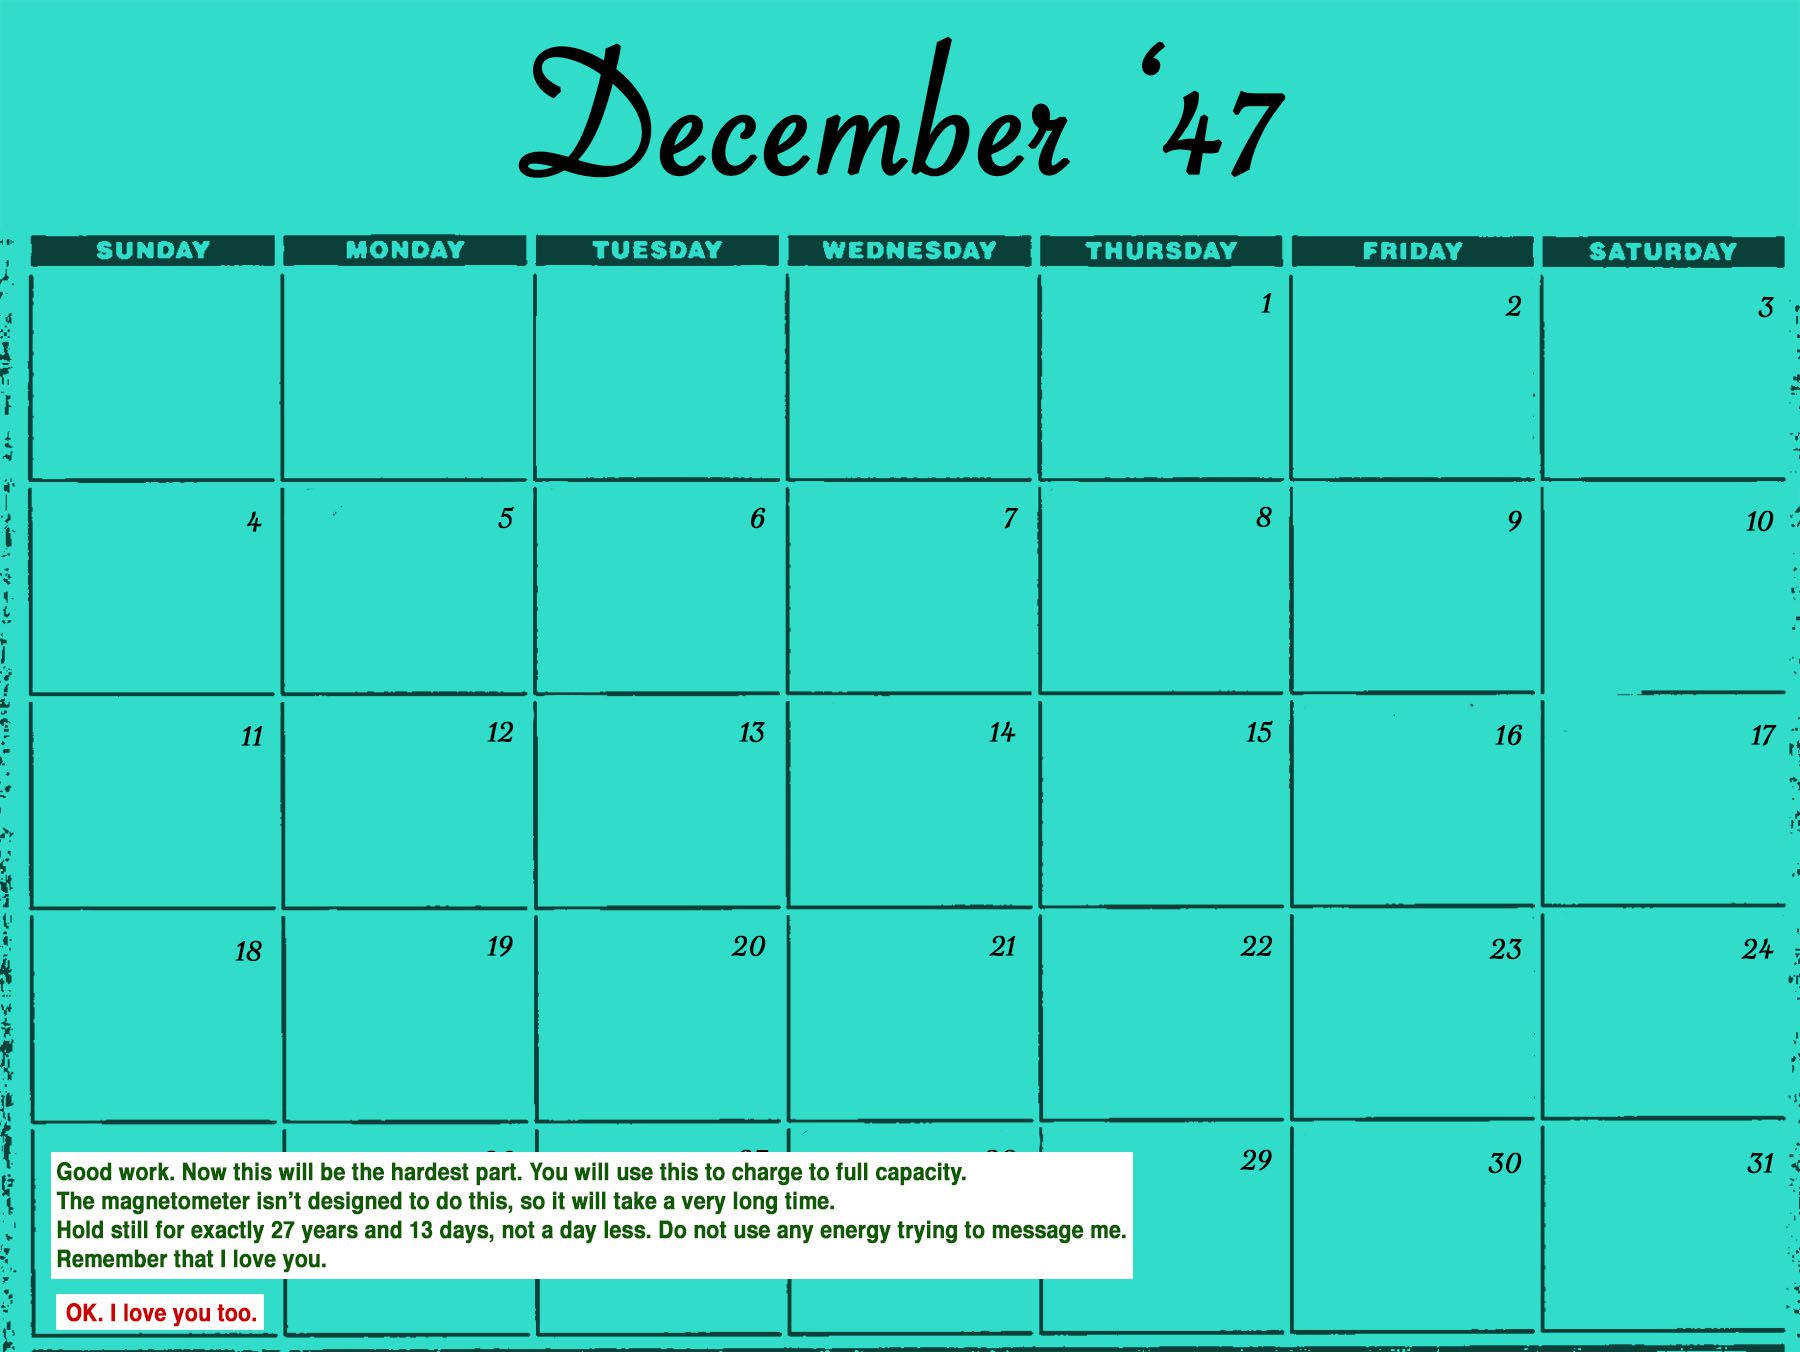 December ‘47
SUNDAY MONDAY TUESDAY WEDNESDAY THURSDAY FRIDAY SATURDAY
1 2 3
4 5 6 7 8 9 10
11 12 13 14 15 16 17
18 19 20 21 22 23 24
29 30 31
Good work. Now this will be the hardest part. You will use this to charge to full capacity.
The magnetometer isn’t designed to do this, so it will take a very long time.
Hold still for exactly 27 years and 13 days, not a day less. Do not use any energy trying to message me.
Remember that I love you.
OK. I love you too.